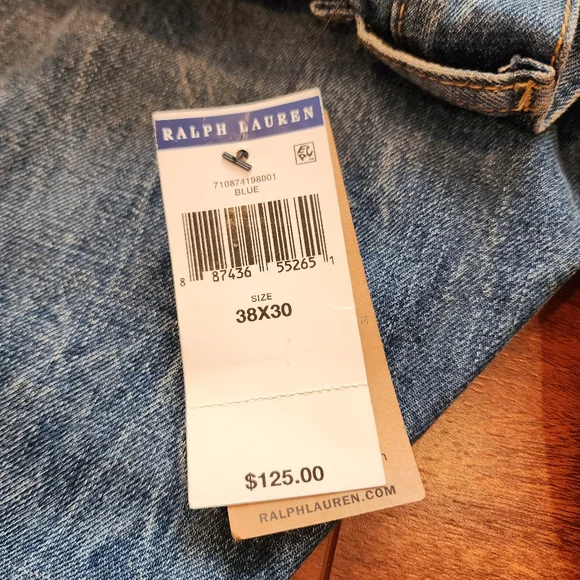 RALPH LAUREN
710874198001
BLUE
8 87436 55265 1
SIZE
38X30
$125.00
RALPHLAUREN.COM